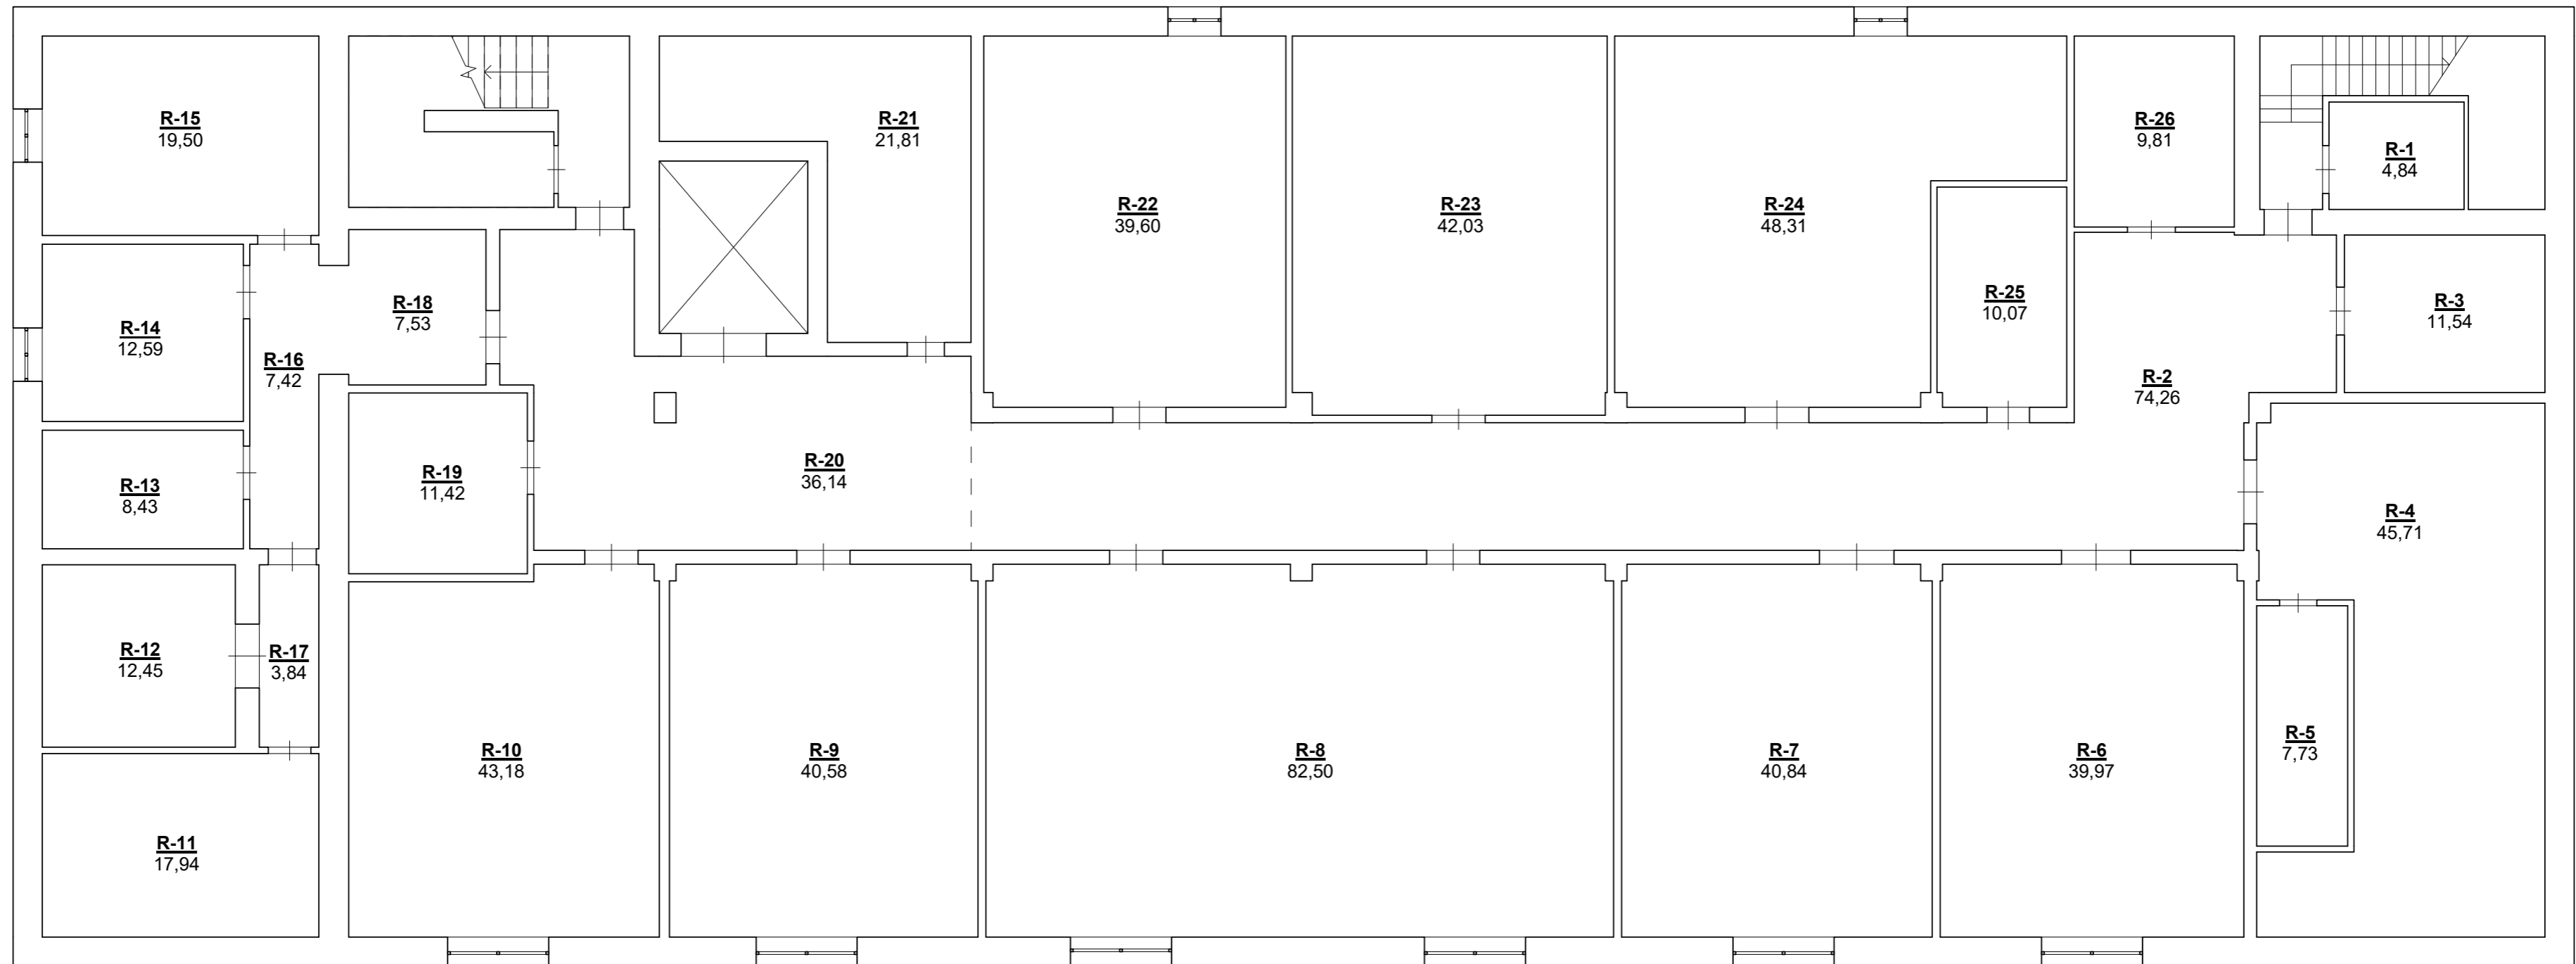 R-15
19,50
R-21
21,81
R-26
9,81
R-1
4,84
R-22
39,60
R-23
42,03
R-24
48,31
R-18
7,53
R-25
10,07
R-3
11,54
R-14
12,59
R-16
7,42
R-2
74,26
R-19
11,42
R-20
36,14
R-13
8,43
R-4
45,71
R-12
12,45
R-17
3,84
R-5
7,73
R-10
43,18
R-9
40,58
R-8
82,50
R-7
40,84
R-6
39,97
R-11
17,94